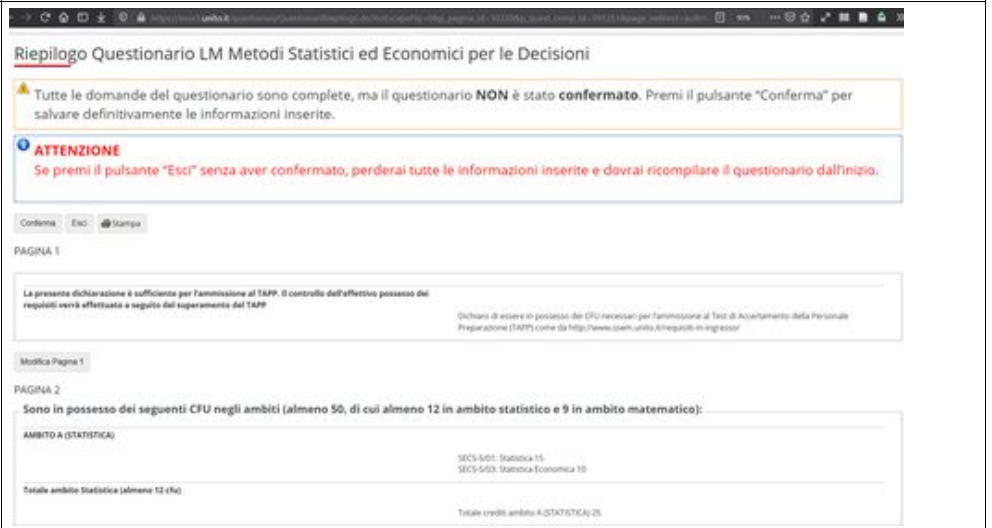 unito.it
Riepilogo Questionario LM Metodi Statistici ed Economici per le Decisioni
Tutte le domande del questionario sono complete, ma il questionario NON è stato confermato. Premi il pulsante "Conferma" per
salvare definitivamente le informazioni inserite.
ATTENZIONE
Se premi il pulsante "Esci" senza aver confermato, perderai tutte le informazioni inserite e dovrai ricompilare il questionario dall'inizio.
Conferma Esci Stampa
PAGINA 1
La presente dichiarazione è sufficiente per l'ammissione al TAPP. Il controllo dell'effettivo possesso dei
requisiti verrà effettuato a seguito del superamento del TAPP
Dichiaro di essere in possesso dei CFU necessari per l'ammissione al Test di Accertamento della Personale
Preparazione (TAPP) come da http://www.ssem.unito.it/requisiti-in-ingresso/
Modifica Pagina 1
PAGINA 2
Sono in possesso dei seguenti CFU negli ambiti (almeno 50, di cui almeno 12 in ambito statistico e 9 in ambito matematico):
AMBITO A (STATISTICA)
SECS-S/01: Statistica 15
SECS-S/03: Statistica Economica 10
Totale ambito Statistica (almeno 12 cfu)
Totale crediti ambito A (STATISTICA) 25